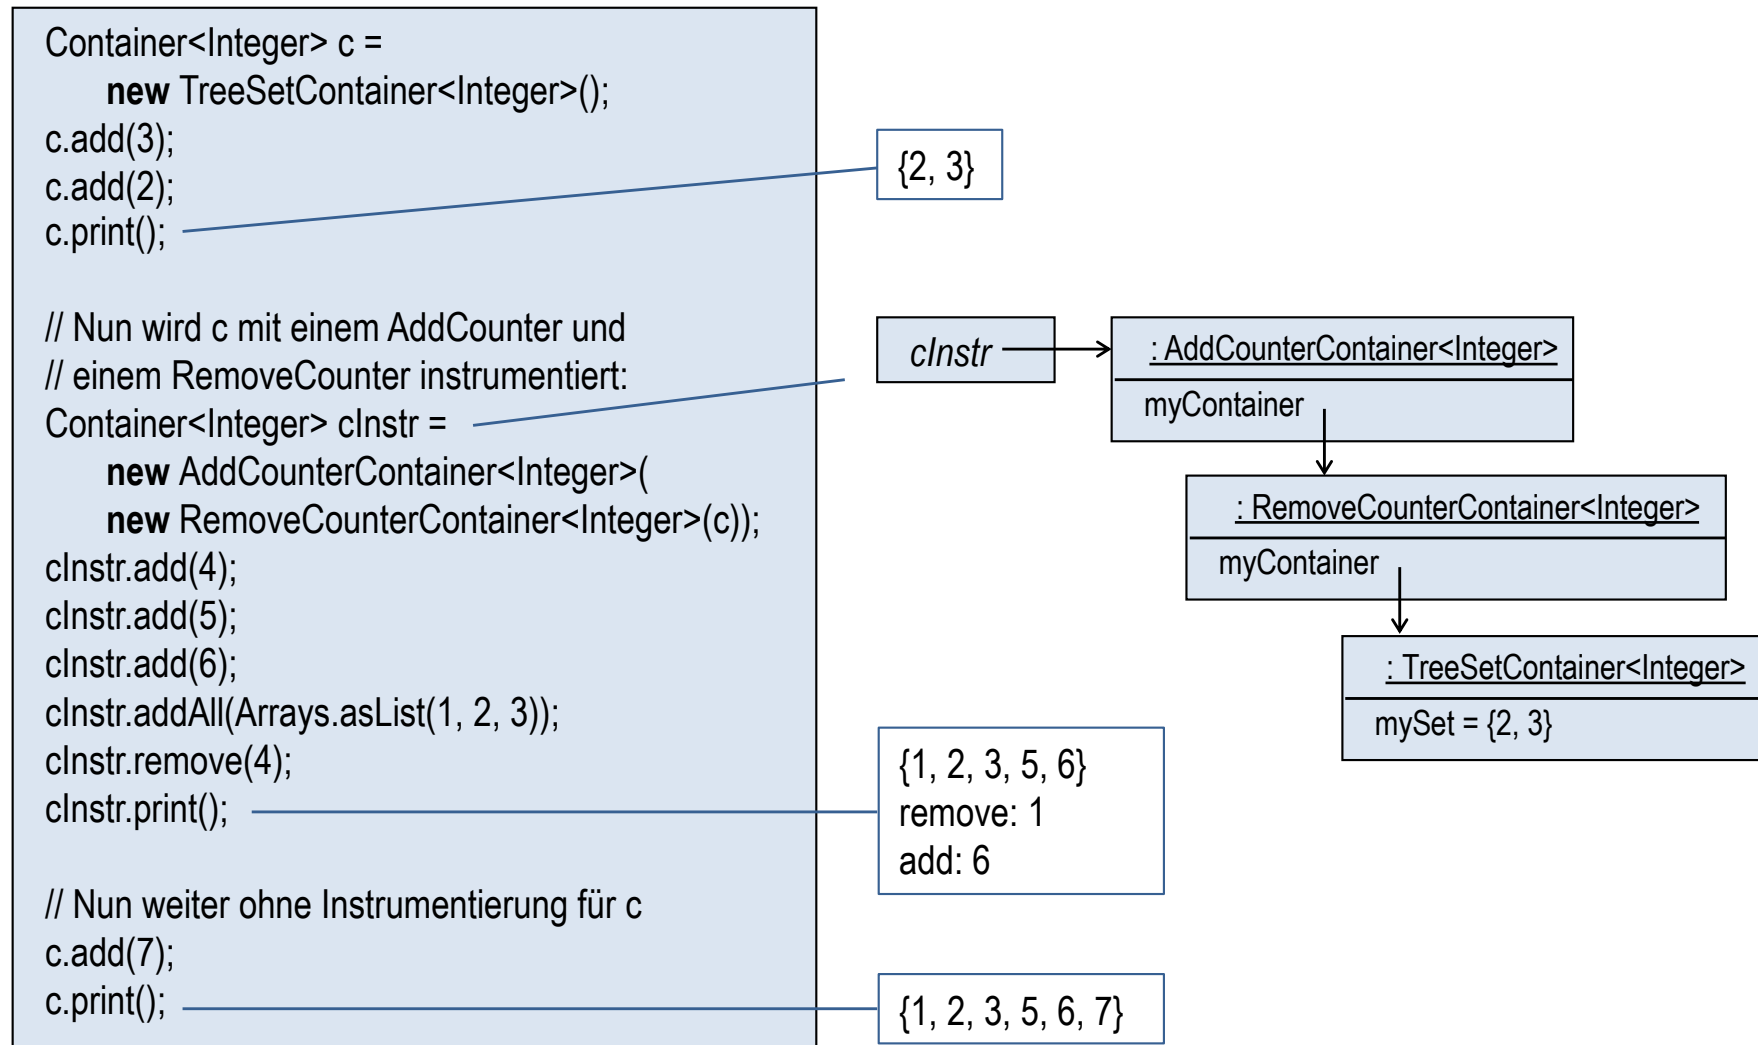 Container<Integer> c =
new TreeSetContainer<Integer>();
c.add(3);
c.add(2);
c.print();
{2, 3}
// Nun wird c mit einem AddCounter und
// einem RemoveCounter instrumentiert:
Container<Integer> cInstr =
new AddCounterContainer<Integer>(
new RemoveCounterContainer<Integer>(c));
cInstr.add(4);
cInstr.add(5);
cInstr.add(6);
cInstr.addAll(Arrays.asList(1, 2, 3));
cInstr.remove(4);
cInstr.print();
// Nun weiter ohne Instrumentierung für c
c.add(7);
c.print();
cInstr
: AddCounterContainer<Integer>
myContainer
: RemoveCounterContainer<Integer>
myContainer
: TreeSetContainer<Integer>
mySet = {2, 3}
{1, 2, 3, 5, 6}
remove: 1
add: 6
{1, 2, 3, 5, 6, 7}